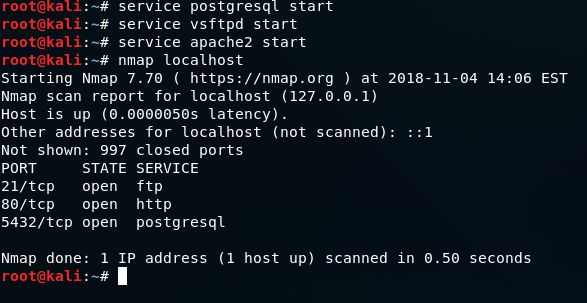 root@kali:~# service postgresql start
root@kali:~# service vsftpd start
root@kali:~# service apache2 start
root@kali:~# nmap localhost
Starting Nmap 7.70 ( https://nmap.org ) at 2018-11-04 14:06 EST
Nmap scan report for localhost (127.0.0.1)
Host is up (0.0000050s latency).
Other addresses for localhost (not scanned): ::1
Not shown: 997 closed ports
PORT     STATE SERVICE
21/tcp   open  ftp
80/tcp   open  http
5432/tcp open  postgresql

Nmap done: 1 IP address (1 host up) scanned in 0.50 seconds
root@kali:~#